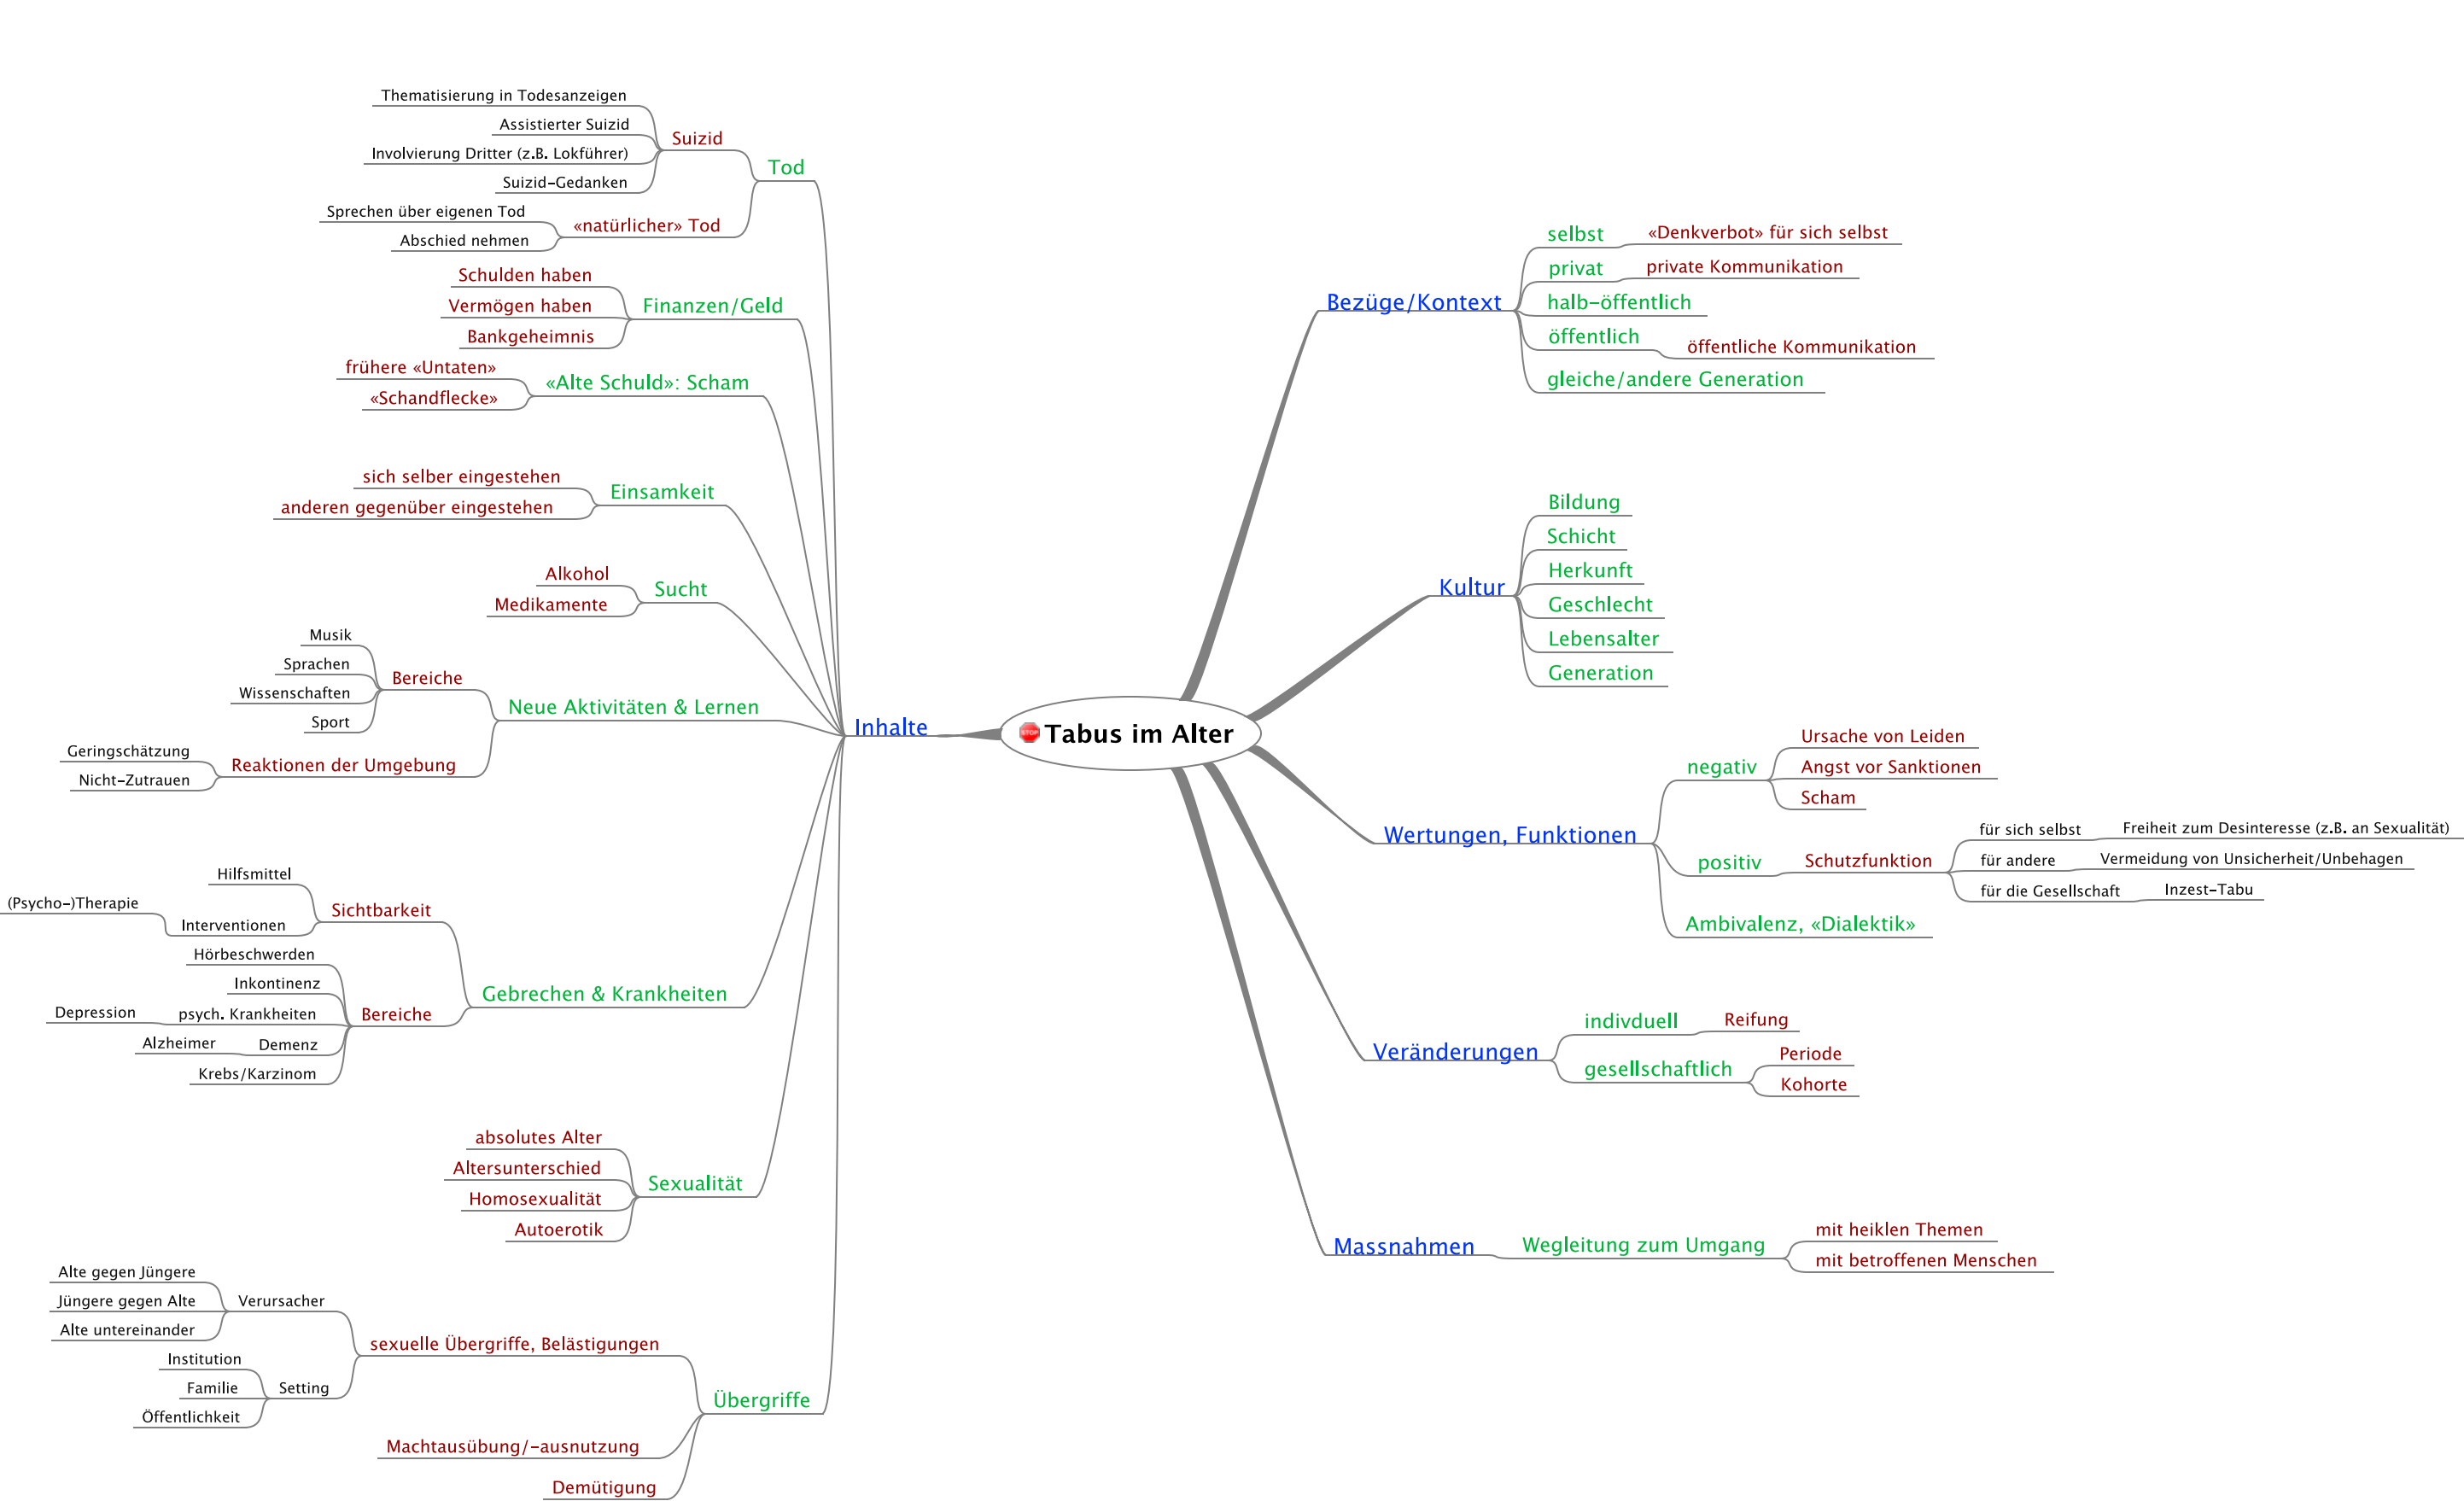 Tabus im Alter
STOP
Inhalte
Tod
Suizid
Thematisierung in Todesanzeigen
Assistierter Suizid
Involvierung Dritter (z.B. Lokführer)
Suizid-Gedanken
«natürlicher» Tod
Sprechen über eigenen Tod
Abschied nehmen
Finanzen/Geld
Schulden haben
Vermögen haben
Bankgeheimnis
«Alte Schuld»: Scham
frühere «Untaten»
«Schandflecke»
Einsamkeit
sich selber eingestehen
anderen gegenüber eingestehen
Sucht
Alkohol
Medikamente
Neue Aktivitäten & Lernen
Bereiche
Musik
Sprachen
Wissenschaften
Sport
Reaktionen der Umgebung
Geringschätzung
Nicht-Zutrauen
Gebrechen & Krankheiten
Sichtbarkeit
Hilfsmittel
Interventionen
(Psycho-)Therapie
Bereiche
Hörbeschwerden
Inkontinenz
psych. Krankheiten
Depression
Demenz
Alzheimer
Krebs/Karzinom
Sexualität
absolutes Alter
Altersunterschied
Homosexualität
Autoerotik
Übergriffe
sexuelle Übergriffe, Belästigungen
Verursacher
Alte gegen Jüngere
Jüngere gegen Alte
Alte untereinander
Setting
Institution
Familie
Öffentlichkeit
Machtausübung/-ausnutzung
Demütigung
Bezüge/Kontext
selbst
«Denkverbot» für sich selbst
privat
private Kommunikation
halb-öffentlich
öffentlich
öffentliche Kommunikation
gleiche/andere Generation
Kultur
Bildung
Schicht
Herkunft
Geschlecht
Lebensalter
Generation
Wertungen, Funktionen
negativ
Ursache von Leiden
Angst vor Sanktionen
Scham
positiv
Schutzfunktion
für sich selbst
Freiheit zum Desinteresse (z.B. an Sexualität)
für andere
Vermeidung von Unsicherheit/Unbehagen
für die Gesellschaft
Inzest-Tabu
Ambivalenz, «Dialektik»
Veränderungen
indivduell
Reifung
gesellschaftlich
Periode
Kohorte
Massnahmen
Wegleitung zum Umgang
mit heiklen Themen
mit betroffenen Menschen